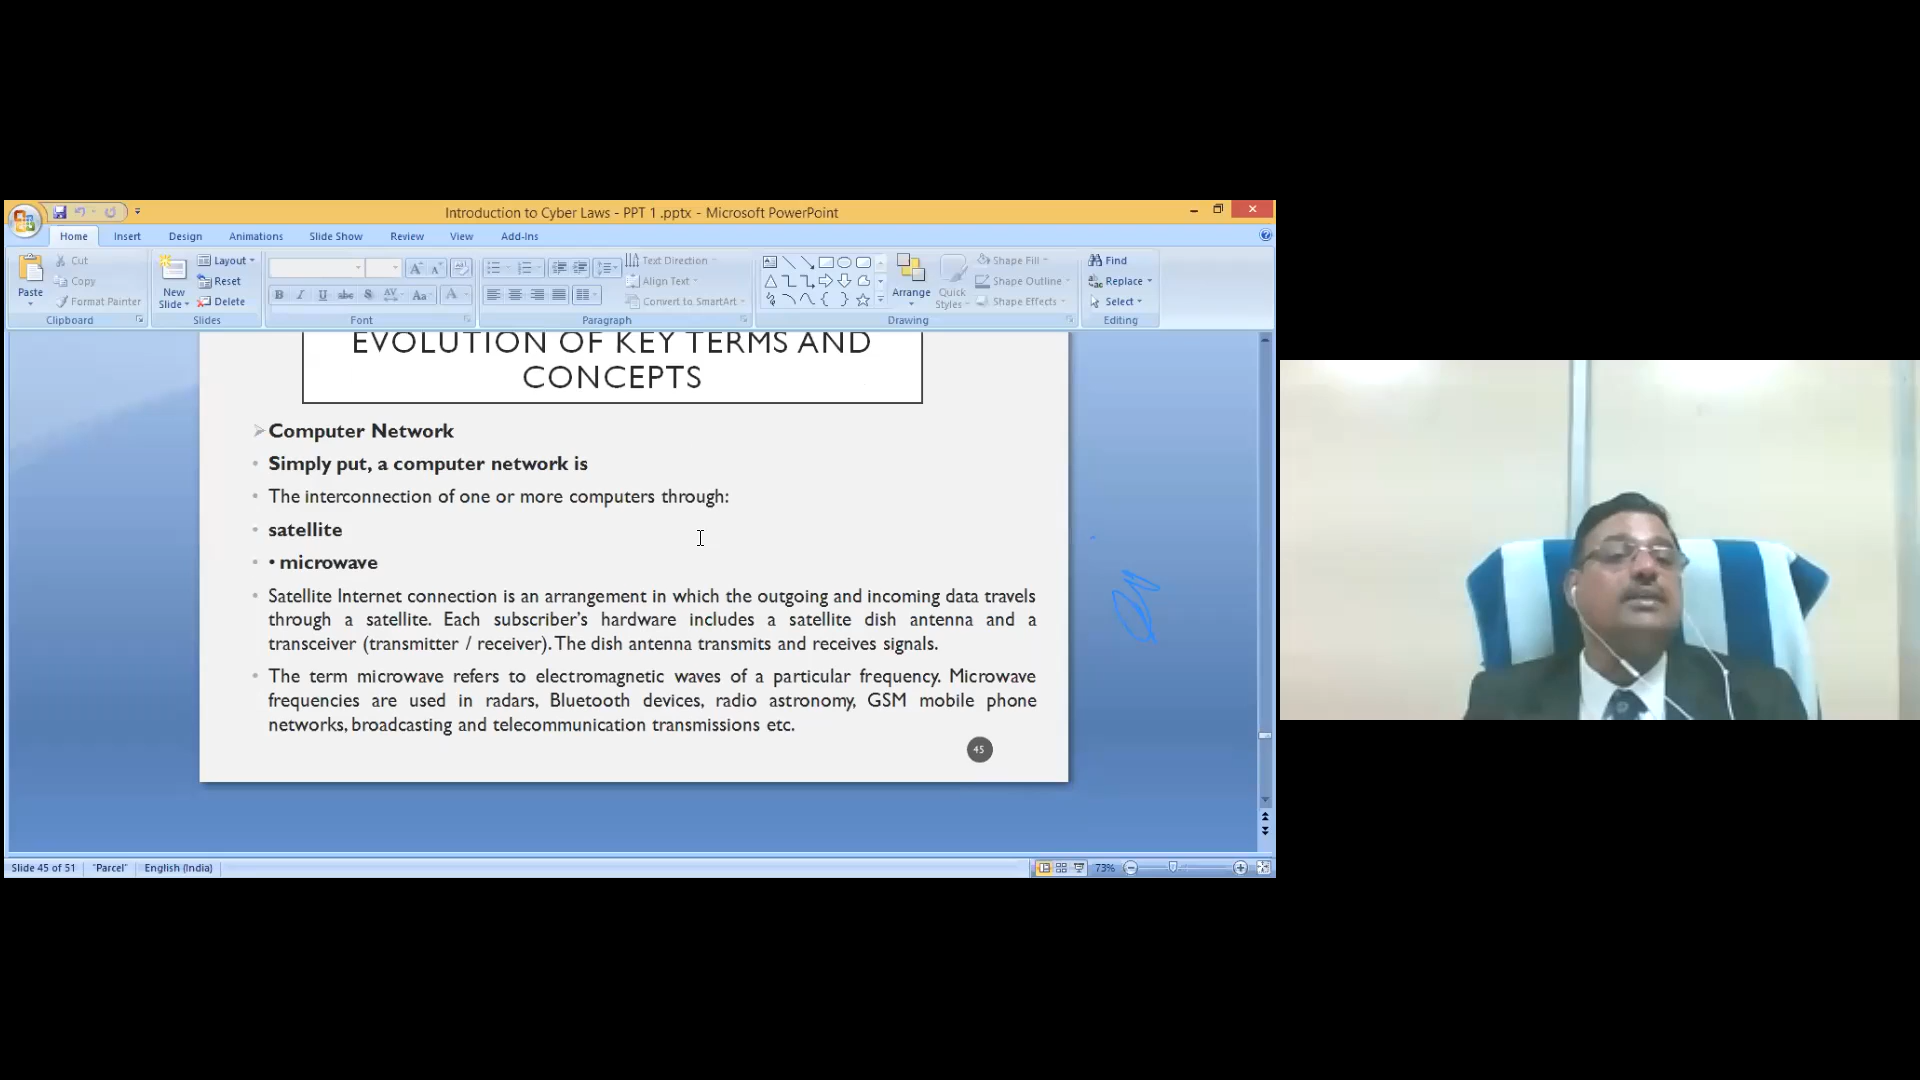 Introduction to Cyber Laws - PPT 1 .pptx - Microsoft PowerPoint
Home Insert Design Animations Slide Show Review View Add-Ins
Paste
Cut
Copy
Format Painter
Clipboard
New Slide
Layout
Reset
Delete
Slides
B I U abc S AV Aa A
Font
Text Direction
Align Text
Convert to SmartArt
Paragraph
Arrange
Quick Styles
Shape Fill
Shape Outline
Shape Effects
Drawing
Find
Replace
Select
Editing
EVOLUTION OF KEY TERMS AND
CONCEPTS
Computer Network
• Simply put, a computer network is
• The interconnection of one or more computers through:
• satellite
• • microwave
• Satellite Internet connection is an arrangement in which the outgoing and incoming data travels
through a satellite. Each subscriber's hardware includes a satellite dish antenna and a
transceiver (transmitter / receiver). The dish antenna transmits and receives signals.
• The term microwave refers to electromagnetic waves of a particular frequency. Microwave
frequencies are used in radars, Bluetooth devices, radio astronomy, GSM mobile phone
networks, broadcasting and telecommunication transmissions etc.
45
Slide 45 of 51 "Parcel" English (India) 73%